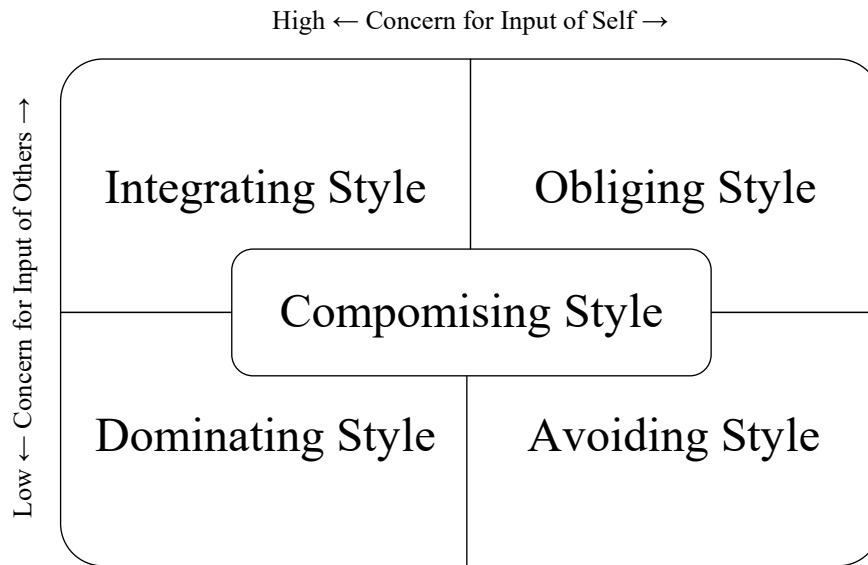 High ← Concern for Input of Self →
Low ← Concern for Input of Others →
Integrating Style
Obliging Style
Compomising Style
Dominating Style
Avoiding Style